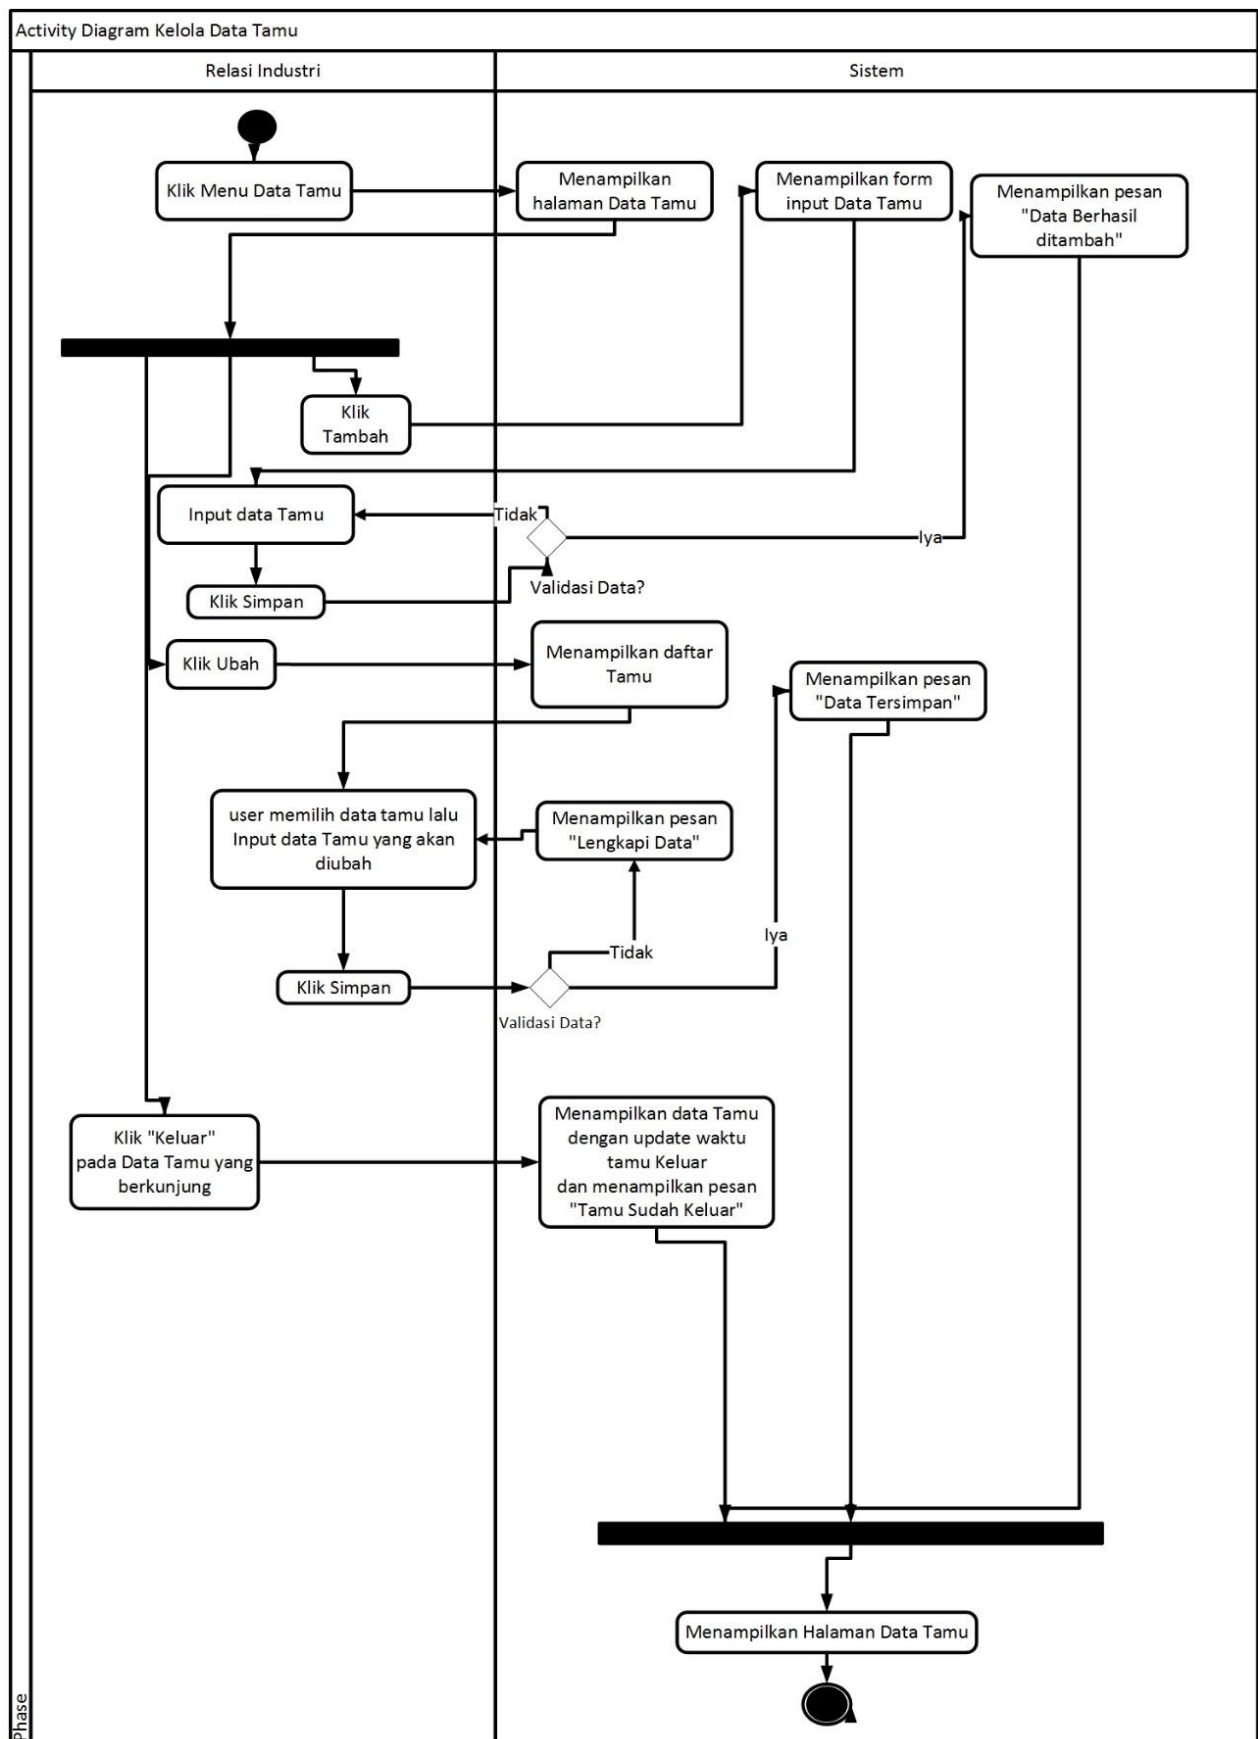 Activity Diagram Kelola Data Tamu
Relasi Industri
Sistem
Klik Menu Data Tamu
Menampilkan
halaman Data Tamu
Menampilkan form
input Data Tamu
Menampilkan pesan
"Data Berhasil
ditambah"
Klik
Tambah
Input data Tamu
Tidak
Iya
Validasi Data?
Klik Simpan
Klik Ubah
Menampilkan daftar
Tamu
Menampilkan pesan
"Data Tersimpan"
user memilih data tamu lalu
Input data Tamu yang akan
diubah
Menampilkan pesan
"Lengkapi Data"
Iya
Tidak
Klik Simpan
Validasi Data?
Klik "Keluar"
pada Data Tamu yang
berkunjung
Menampilkan data Tamu
dengan update waktu
tamu Keluar
dan menampilkan pesan
"Tamu Sudah Keluar"
Menampilkan Halaman Data Tamu
Phase